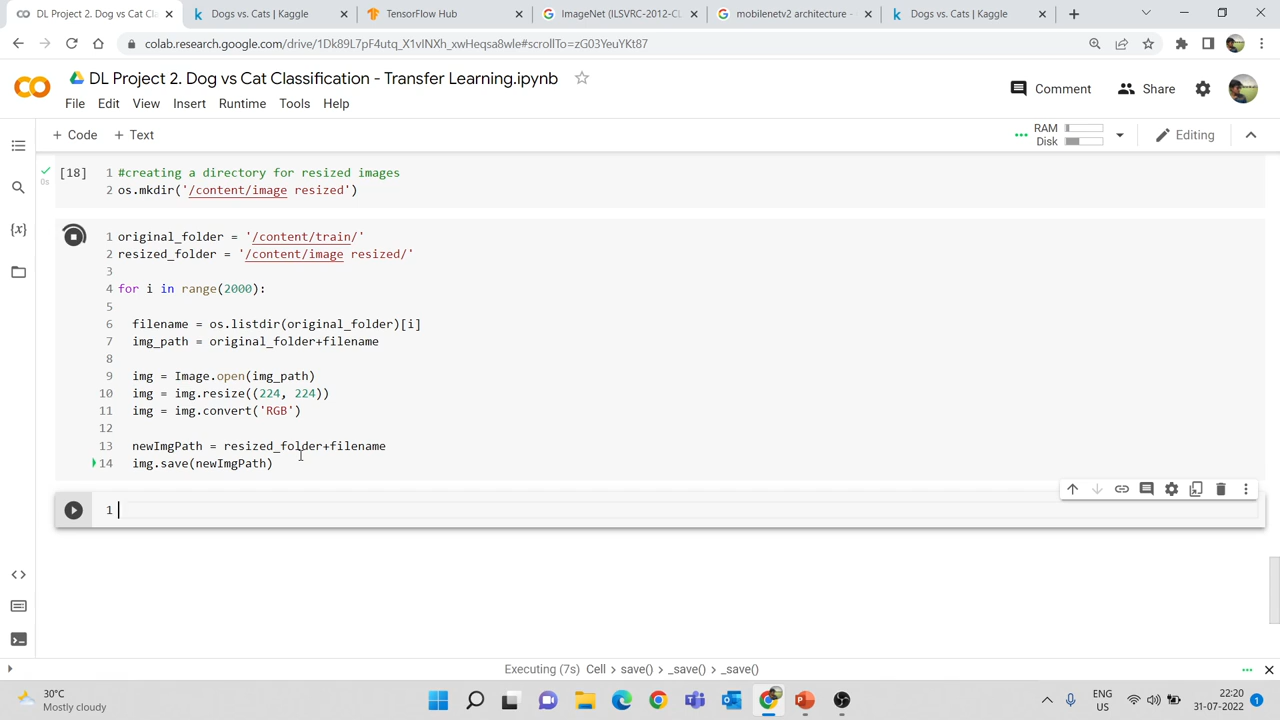 DL Project 2. Dog vs Cat Cl
Dogs vs. Cats | Kaggle
TensorFlow Hub
ImageNet (ILSVRC-2012-CL
mobilenetv2 architecture -
Dogs vs. Cats | Kaggle
colab.research.google.com/drive/1Dk89L7pF4utq_X1vINXh_xwHeqsa8wle#scrollTo=zG03YeuYKt87
DL Project 2. Dog vs Cat Classification - Transfer Learning.ipynb
Comment
Share
File Edit View Insert Runtime Tools Help
+ Code + Text
RAM
Disk
Editing
[18]
0s
1 #creating a directory for resized images
2 os.mkdir('/content/image resized')
1 original_folder = '/content/train/'
2 resized_folder = '/content/image resized/'
3
4 for i in range(2000):
5
6 filename = os.listdir(original_folder)[i]
7 img_path = original_folder+filename
8
9 img = Image.open(img_path)
10 img = img.resize((224, 224))
11 img = img.convert('RGB')
12
13 newImgPath = resized_folder+filename
14 img.save(newImgPath)
1
Executing (7s) Cell > save() > _save() > _save()
30°C
Mostly cloudy
ENG
US
22:20
31-07-2022
1